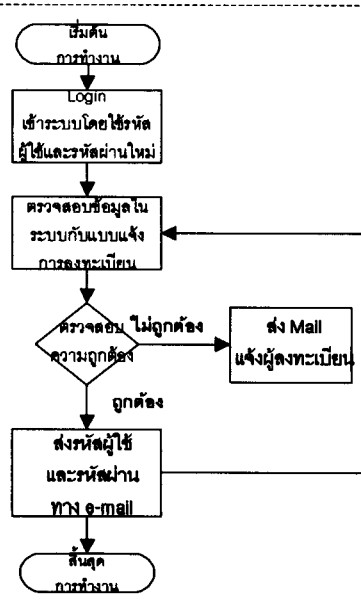 เริ่มต้น
การทำงาน
Login
เข้าระบบโดยใช้รหัส
ผู้ใช้และรหัสผ่านใหม่
ตรวจสอบข้อมูลใน
ระบบกับแบบแจ้ง
การลงทะเบียน
ตรวจสอบ
ความถูกต้อง
ไม่ถูกต้อง
ส่ง Mail
แจ้งผู้ลงทะเบียน
ถูกต้อง
ส่งรหัสผู้ใช้
และรหัสผ่าน
ทาง e-mail
สิ้นสุด
การทำงาน